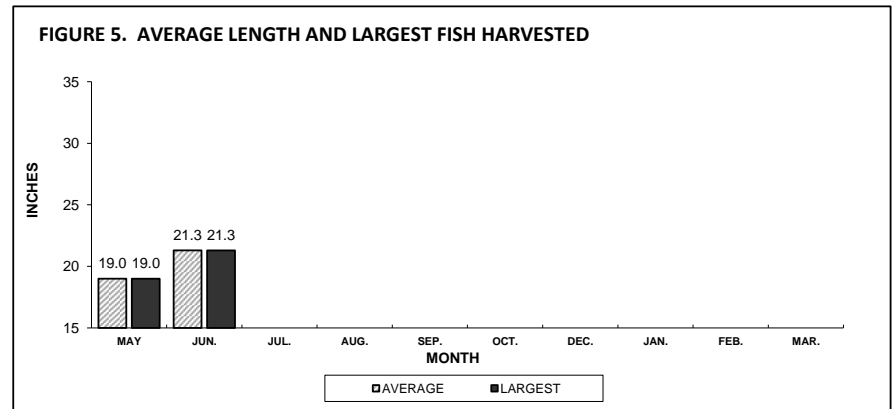 FIGURE 5. AVERAGE LENGTH AND LARGEST FISH HARVESTED
35
30
25
20
15
INCHES
19.0 19.0
21.3 21.3
MAY JUN. JUL. AUG. SEP. OCT. DEC. JAN. FEB. MAR.
MONTH
AVERAGE LARGEST